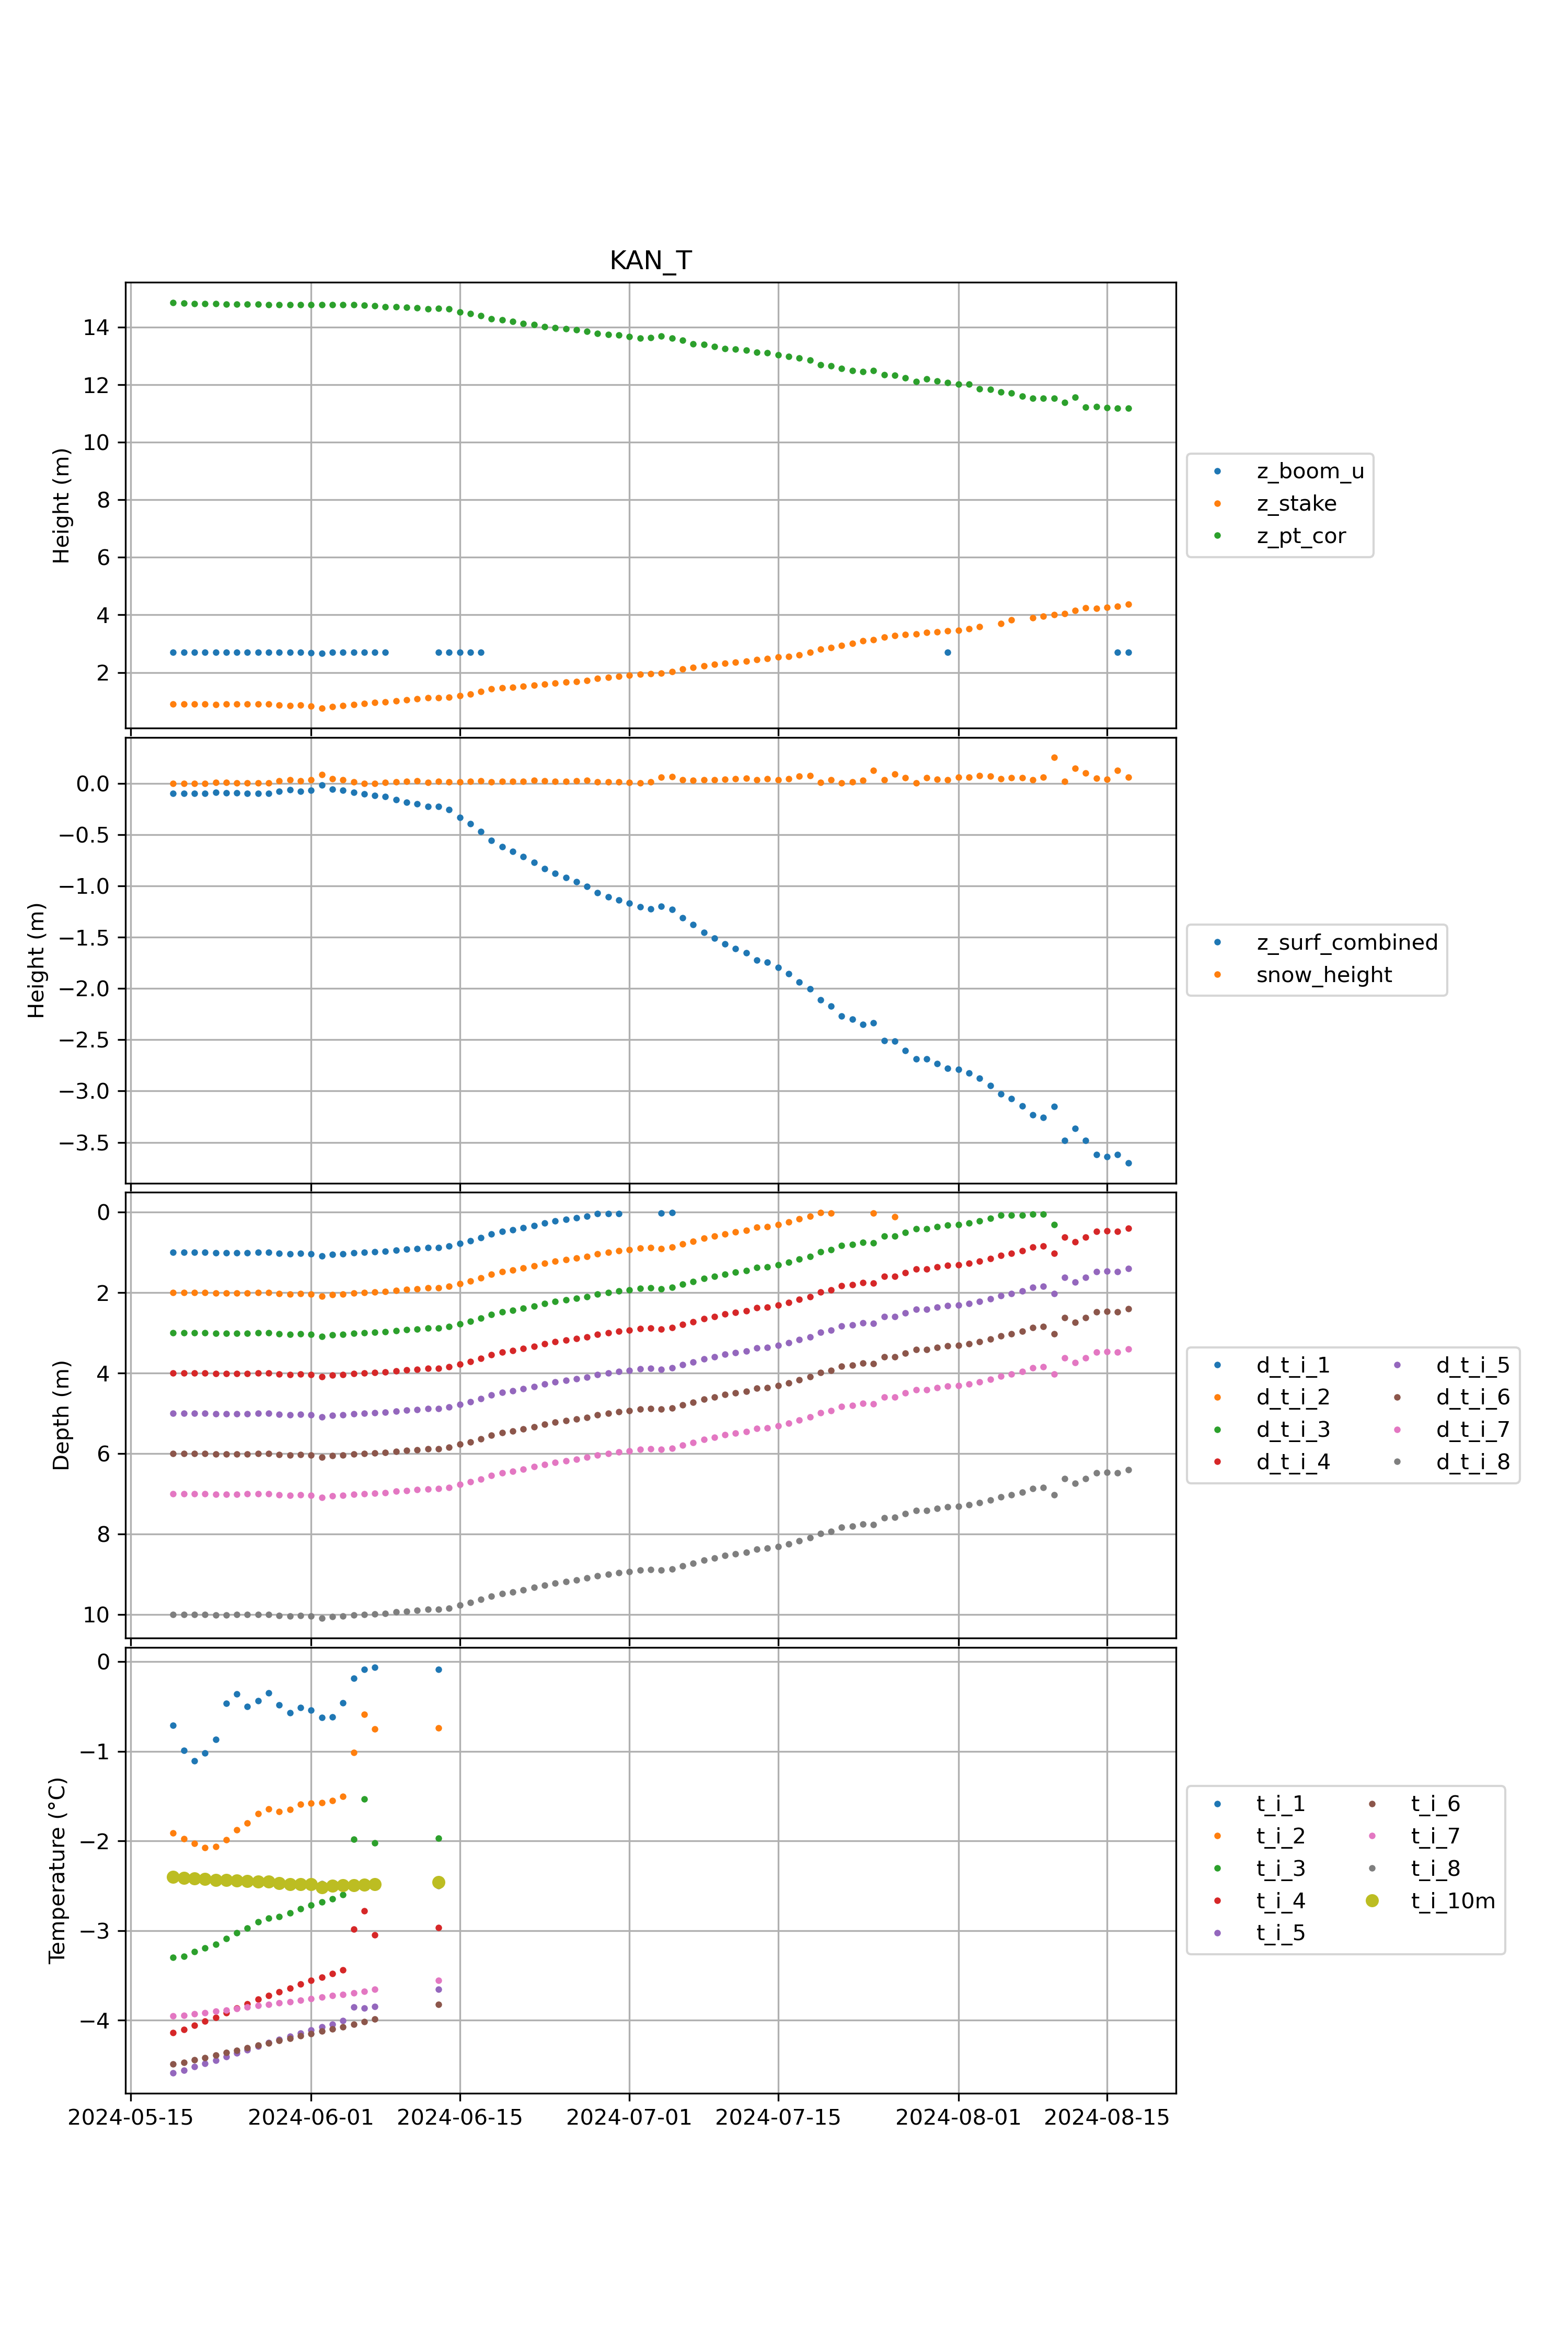 KAN_T
Height (m)
14
12
10
8
6
4
2
z_boom_u
z_stake
z_pt_cor
Height (m)
0.0
−0.5
−1.0
−1.5
−2.0
−2.5
−3.0
−3.5
z_surf_combined
snow_height
Depth (m)
0
2
4
6
8
10
d_t_i_1 d_t_i_5
d_t_i_2 d_t_i_6
d_t_i_3 d_t_i_7
d_t_i_4 d_t_i_8
Temperature (°C)
0
−1
−2
−3
−4
t_i_1 t_i_6
t_i_2 t_i_7
t_i_3 t_i_8
t_i_4 t_i_10m
t_i_5
2024-05-15 2024-06-01 2024-06-15 2024-07-01 2024-07-15 2024-08-01 2024-08-15